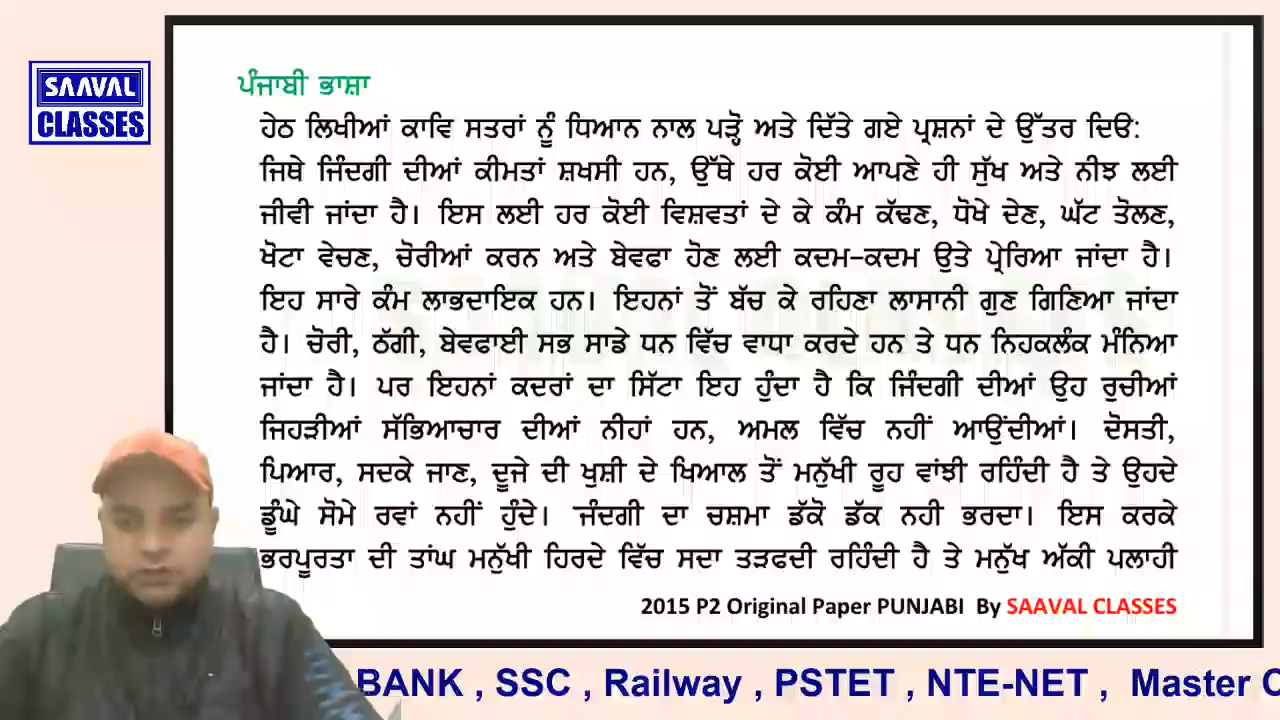 SAAVAL
CLASSES
ਪੰਜਾਬੀ ਭਾਸ਼ਾ
ਹੇਠ ਲਿਖੀਆਂ ਕਾਵਿ ਸਤਰਾਂ ਨੂੰ ਧਿਆਨ ਨਾਲ ਪੜ੍ਹੋ ਅਤੇ ਦਿੱਤੇ ਗਏ ਪ੍ਰਸ਼ਨਾਂ ਦੇ ਉੱਤਰ ਦਿਓ:
ਜਿਥੇ ਜਿੰਦਗੀ ਦੀਆਂ ਕੀਮਤਾਂ ਸ਼ਖਸੀ ਹਨ, ਉੱਥੇ ਹਰ ਕੋਈ ਆਪਣੇ ਹੀ ਸੁੱਖ ਅਤੇ ਨੀਝ ਲਈ
ਜੀਵੀ ਜਾਂਦਾ ਹੈ। ਇਸ ਲਈ ਹਰ ਕੋਈ ਵਿਸ਼ਵਤਾਂ ਦੇ ਕੇ ਕੰਮ ਕੱਢਣ, ਧੋਖੇ ਦੇਣ, ਘੱਟ ਤੋਲਣ,
ਖੋਟਾ ਵੇਚਣ, ਚੋਰੀਆਂ ਕਰਨ ਅਤੇ ਬੇਵਫਾ ਹੋਣ ਲਈ ਕਦਮ-ਕਦਮ ਉਤੇ ਪ੍ਰੇਰਿਆ ਜਾਂਦਾ ਹੈ।
ਇਹ ਸਾਰੇ ਕੰਮ ਲਾਭਦਾਇਕ ਹਨ। ਇਹਨਾਂ ਤੋਂ ਬੱਚ ਕੇ ਰਹਿਣਾ ਲਾਸਾਨੀ ਗੁਣ ਗਿਣਿਆ ਜਾਂਦਾ
ਹੈ। ਚੋਰੀ, ਠੱਗੀ, ਬੇਵਫਾਈ ਸਭ ਸਾਡੇ ਧਨ ਵਿੱਚ ਵਾਧਾ ਕਰਦੇ ਹਨ ਤੇ ਧਨ ਨਿਹਕਲੰਕ ਮੰਨਿਆ
ਜਾਂਦਾ ਹੈ। ਪਰ ਇਹਨਾਂ ਕਦਰਾਂ ਦਾ ਸਿੱਟਾ ਇਹ ਹੁੰਦਾ ਹੈ ਕਿ ਜਿੰਦਗੀ ਦੀਆਂ ਉਹ ਰੁਚੀਆਂ
ਜਿਹੜੀਆਂ ਸੱਭਿਆਚਾਰ ਦੀਆਂ ਨੀਹਾਂ ਹਨ, ਅਮਲ ਵਿੱਚ ਨਹੀਂ ਆਉਂਦੀਆਂ। ਦੋਸਤੀ,
ਪਿਆਰ, ਸਦਕੇ ਜਾਣ, ਦੂਜੇ ਦੀ ਖੁਸ਼ੀ ਦੇ ਖਿਆਲ ਤੋਂ ਮਨੁੱਖੀ ਰੂਹ ਵਾਂਝੀ ਰਹਿੰਦੀ ਹੈ ਤੇ ਉਹਦੇ
ਡੂੰਘੇ ਸੋਮੇ ਰਵਾਂ ਨਹੀਂ ਹੁੰਦੇ। ਜੰਦਗੀ ਦਾ ਚਸ਼ਮਾ ਡੱਕੋ ਡੱਕ ਨਹੀ ਭਰਦਾ। ਇਸ ਕਰਕੇ
ਭਰਪੂਰਤਾ ਦੀ ਤਾਂਘ ਮਨੁੱਖੀ ਹਿਰਦੇ ਵਿੱਚ ਸਦਾ ਤੜਫਦੀ ਰਹਿੰਦੀ ਹੈ ਤੇ ਮਨੁੱਖ ਅੱਕੀ ਪਲਾਹੀ
2015 P2 Original Paper PUNJABI By SAAVAL CLASSES
BANK , SSC , Railway , PSTET , NTE-NET , Master C